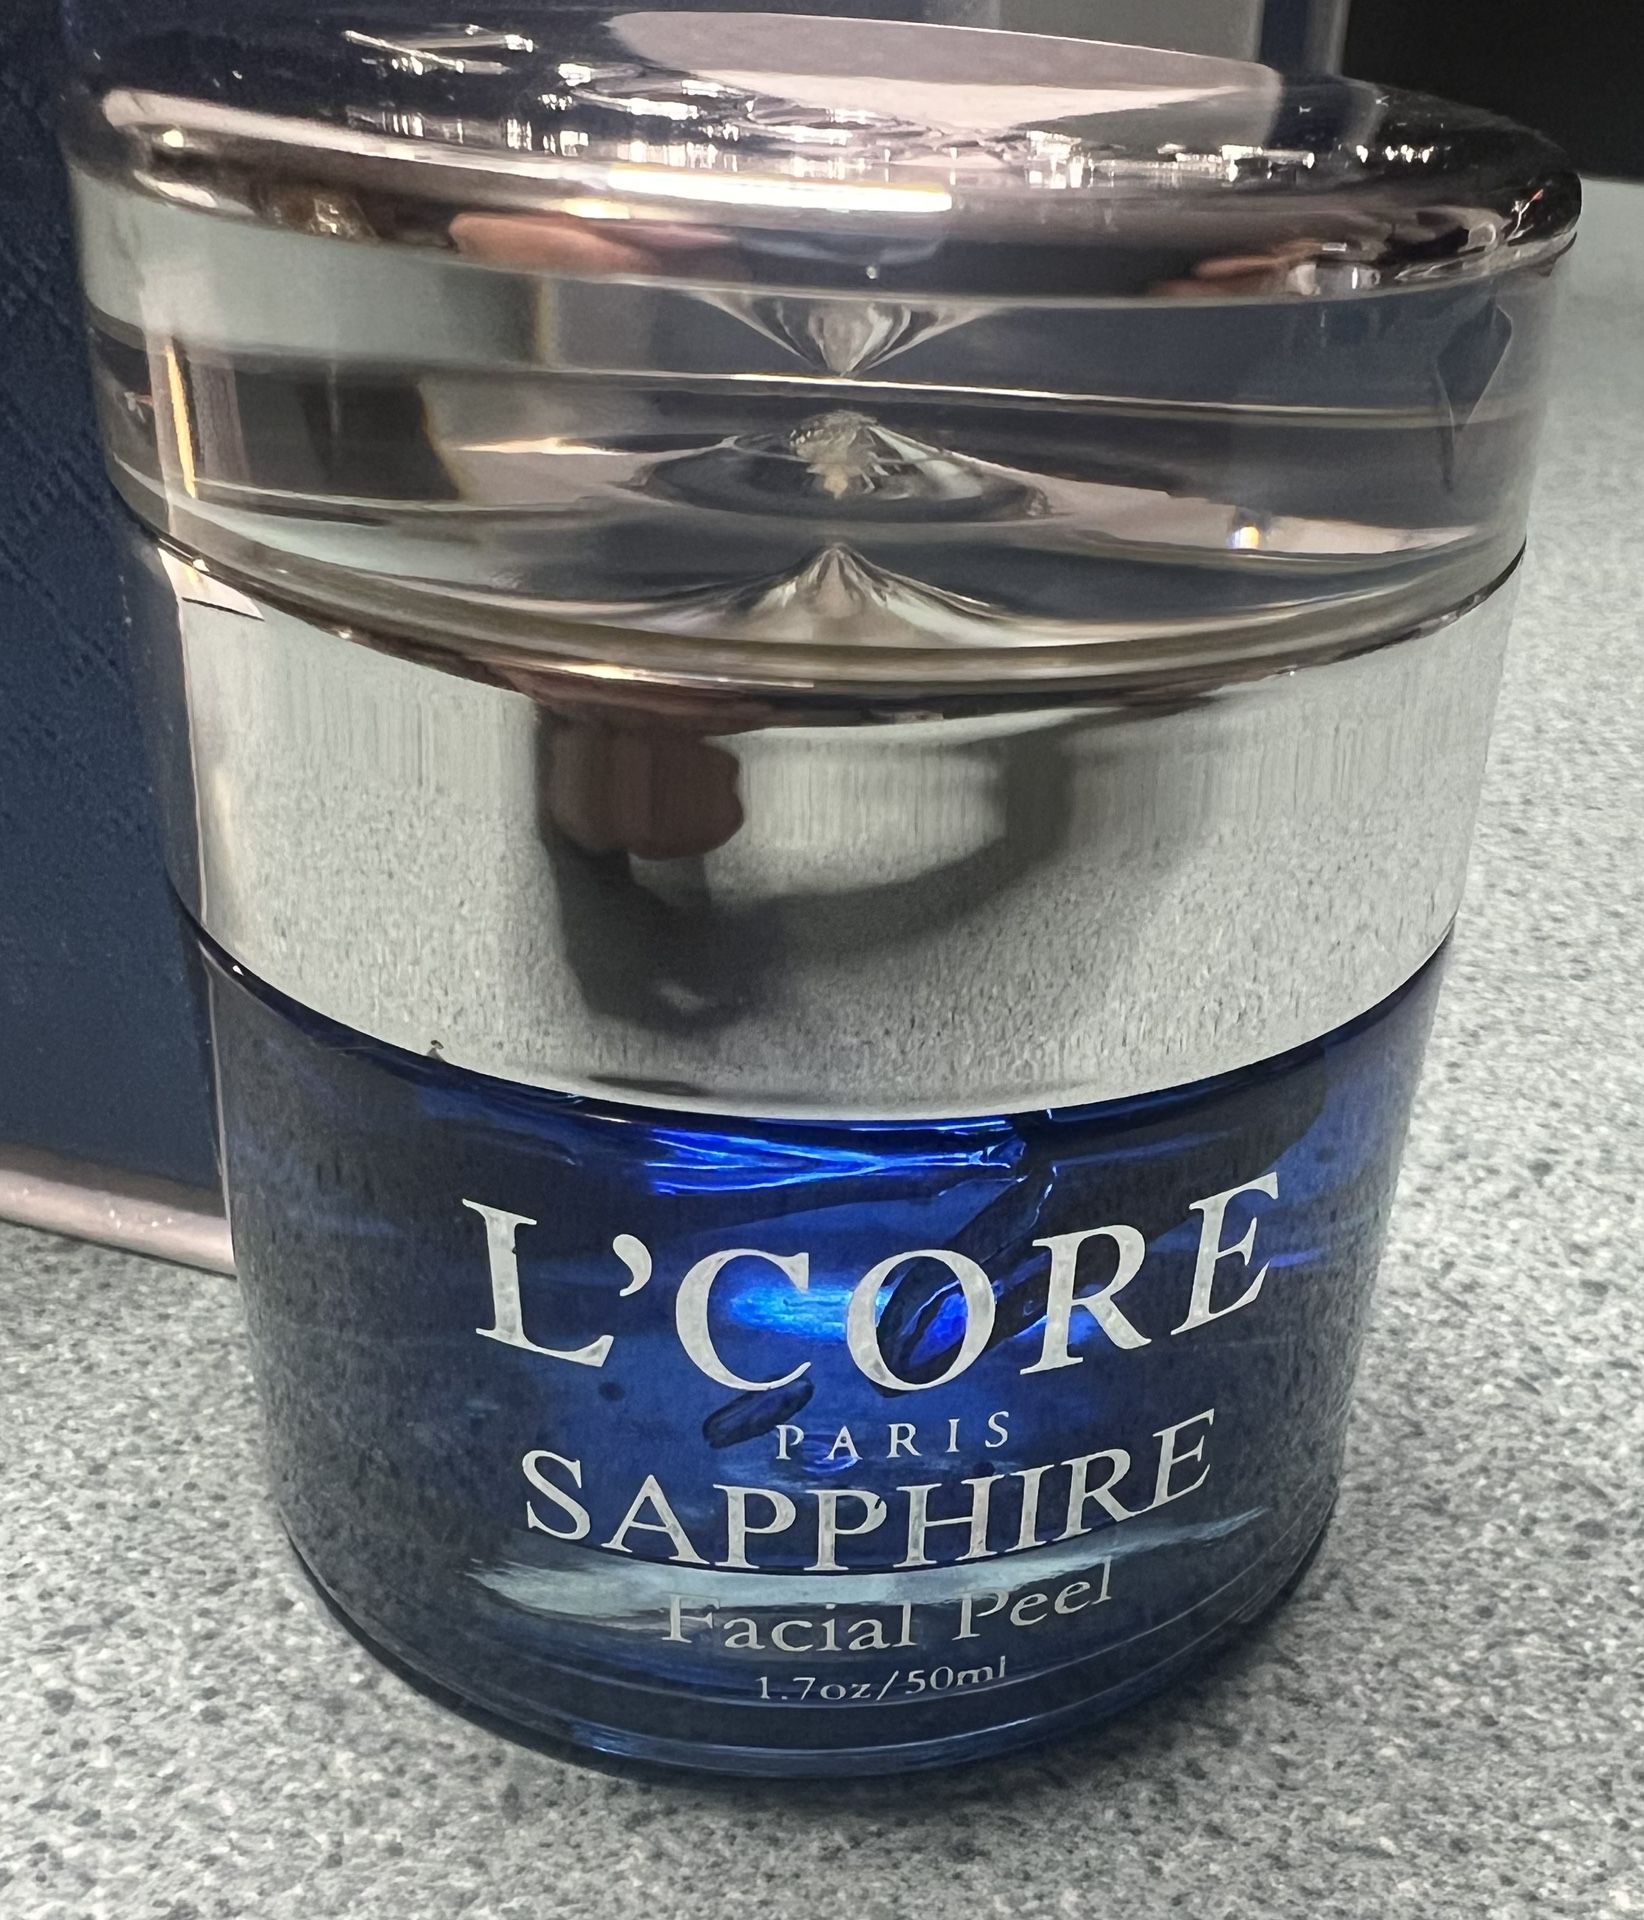 L'CORE
PARIS
SAPPHIRE
Facial Peel
1.7oz/50ml